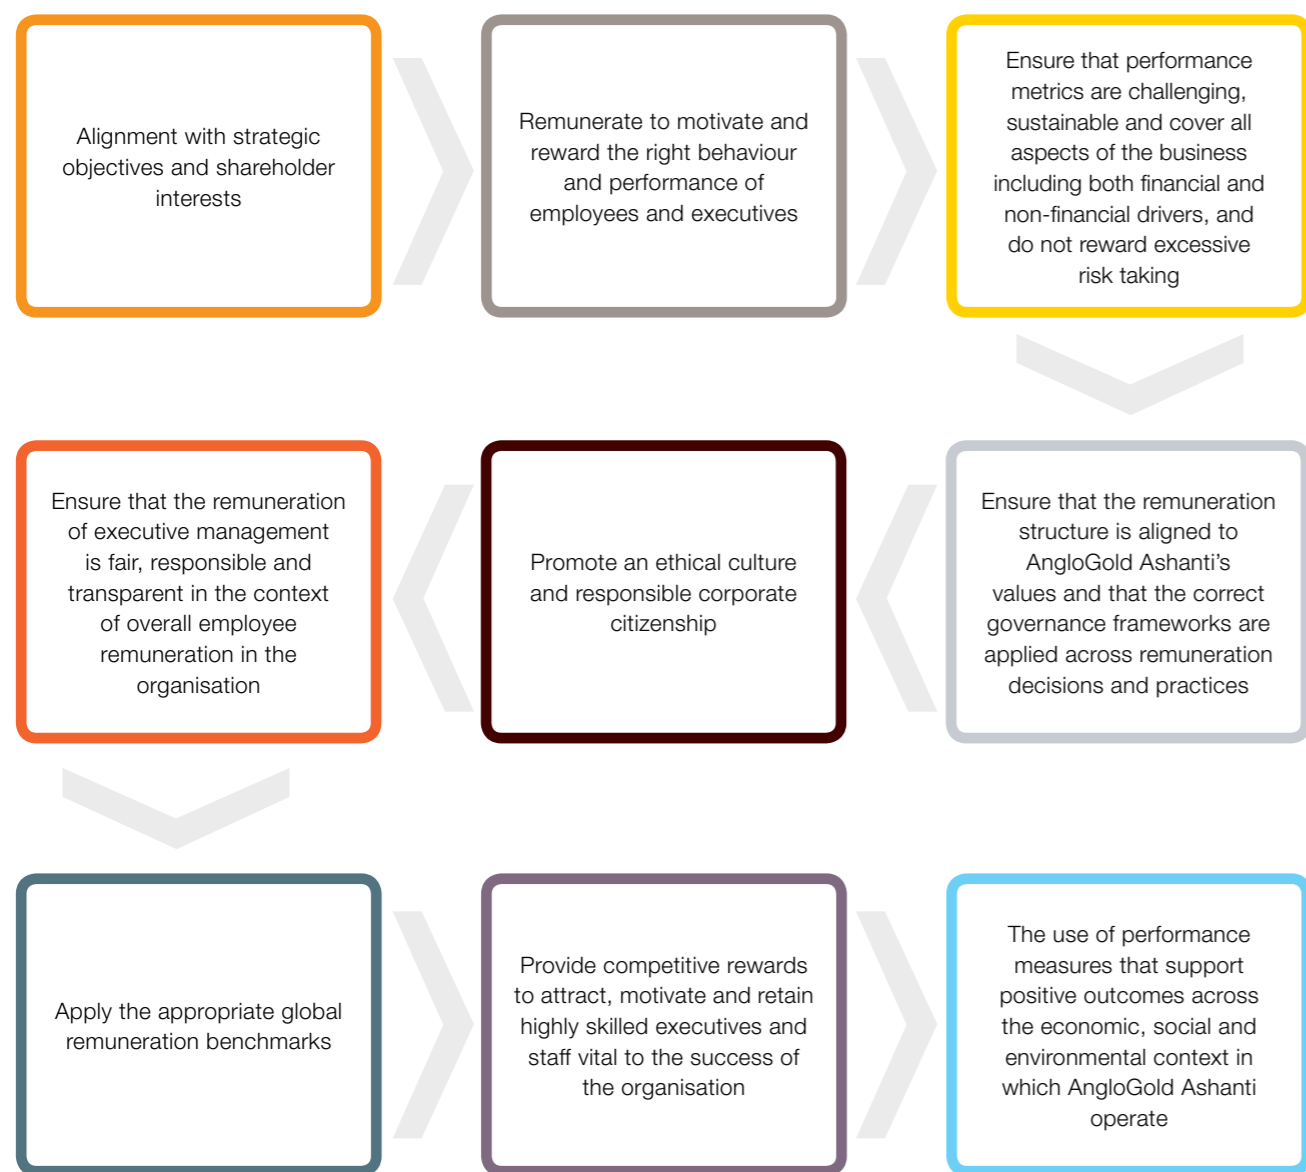 Alignment with strategic
objectives and shareholder
interests
Remunerate to motivate and
reward the right behaviour
and performance of
employees and executives
Ensure that performance
metrics are challenging,
sustainable and cover all
aspects of the business
including both financial and
non-financial drivers, and
do not reward excessive
risk taking
Ensure that the remuneration
structure is aligned to
AngloGold Ashanti’s
values and that the correct
governance frameworks are
applied across remuneration
decisions and practices
Promote an ethical culture
and responsible corporate
citizenship
Ensure that the remuneration
of executive management
is fair, responsible and
transparent in the context
of overall employee
remuneration in the
organisation
Apply the appropriate global
remuneration benchmarks
Provide competitive rewards
to attract, motivate and retain
highly skilled executives and
staff vital to the success of
the organisation
The use of performance
measures that support
positive outcomes across
the economic, social and
environmental context in
which AngloGold Ashanti
operate